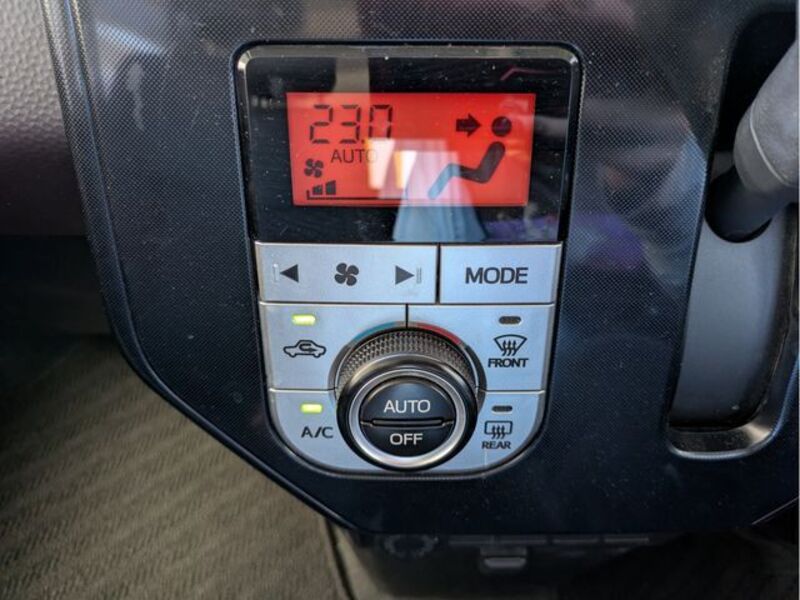 23.0
AUTO
MODE
FRONT
AUTO
OFF
A/C
REAR